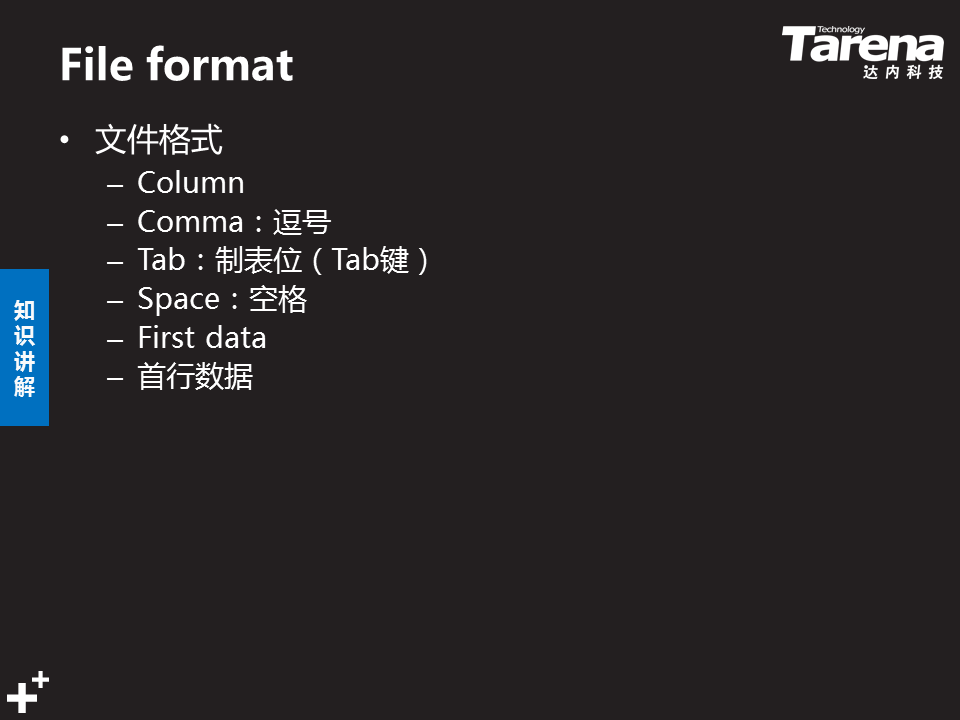 File format
Technology
Tarena
达内科技
• 文件格式
– Column
– Comma：逗号
– Tab：制表位（Tab键）
– Space：空格
– First data
– 首行数据
知识讲解